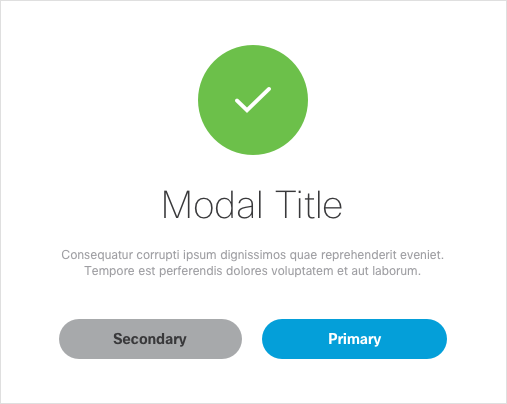 Modal Title
Consequatur corrupti ipsum dignissimos quae reprehenderit eveniet.
Tempore est perferendis dolores voluptatem et aut laborum.
Secondary
Primary